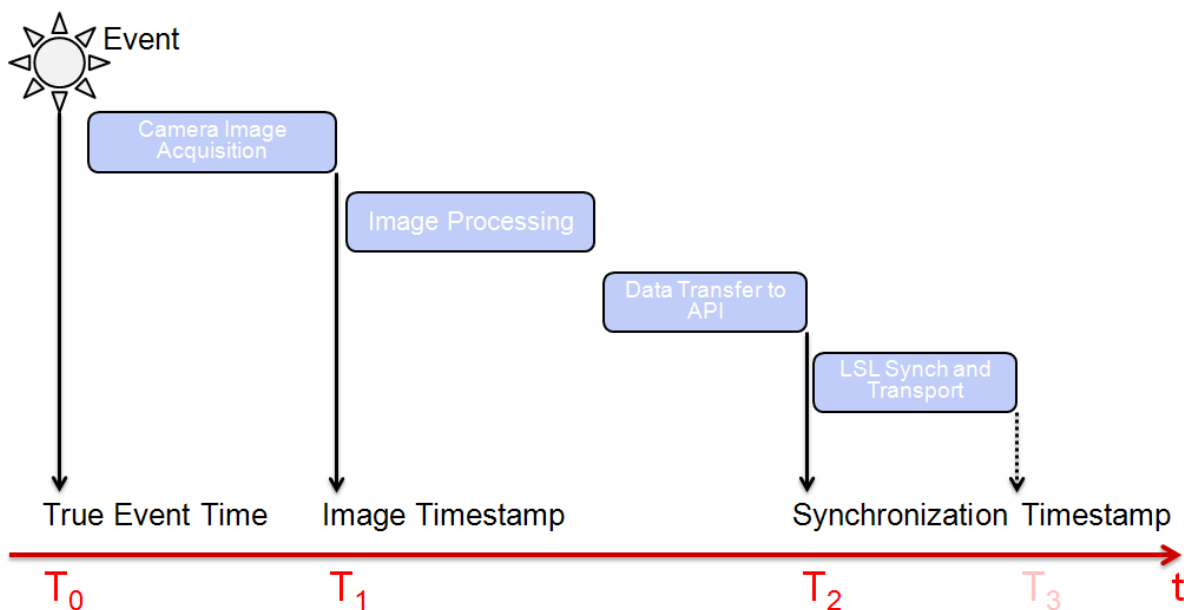 Event
Camera Image
Acquisition
Image Processing
Data Transfer to
API
LSL Synch and
Transport
True Event Time
Image Timestamp
Synchronization Timestamp
T₀
T₁
T₂
T₃
t